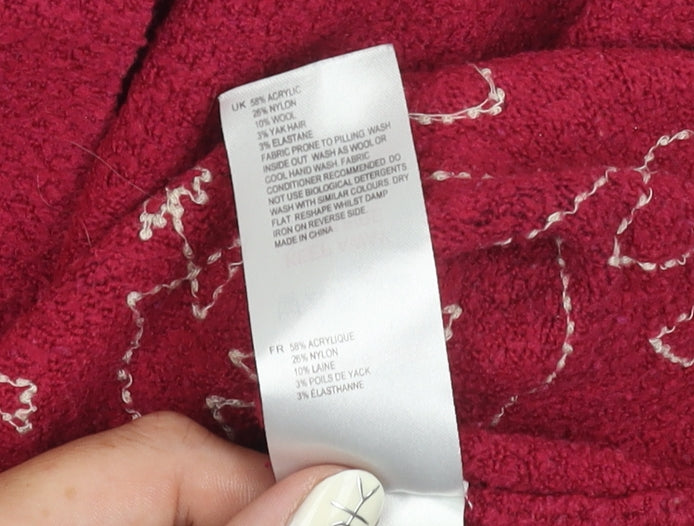 UK 58% ACRYLIC
26% NYLON
10% WOOL
3% YAK HAIR
3% ELASTANE
FABRIC PRONE TO PILLING WASH
INSIDE OUT WASH AS WOOL OR
COOL HAND WASH. FABRIC
CONDITIONER RECOMMENDED. DO
NOT USE BIOLOGICAL DETERGENTS
WASH WITH SIMILAR COLOURS. DRY
FLAT. RESHAPE WHILST DAMP
IRON ON REVERSE SIDE.
MADE IN CHINA
FR 58% ACRYLIQUE
26% NYLON
10% LAINE
3% POILS DE YACK
3% ÉLASTHANNE